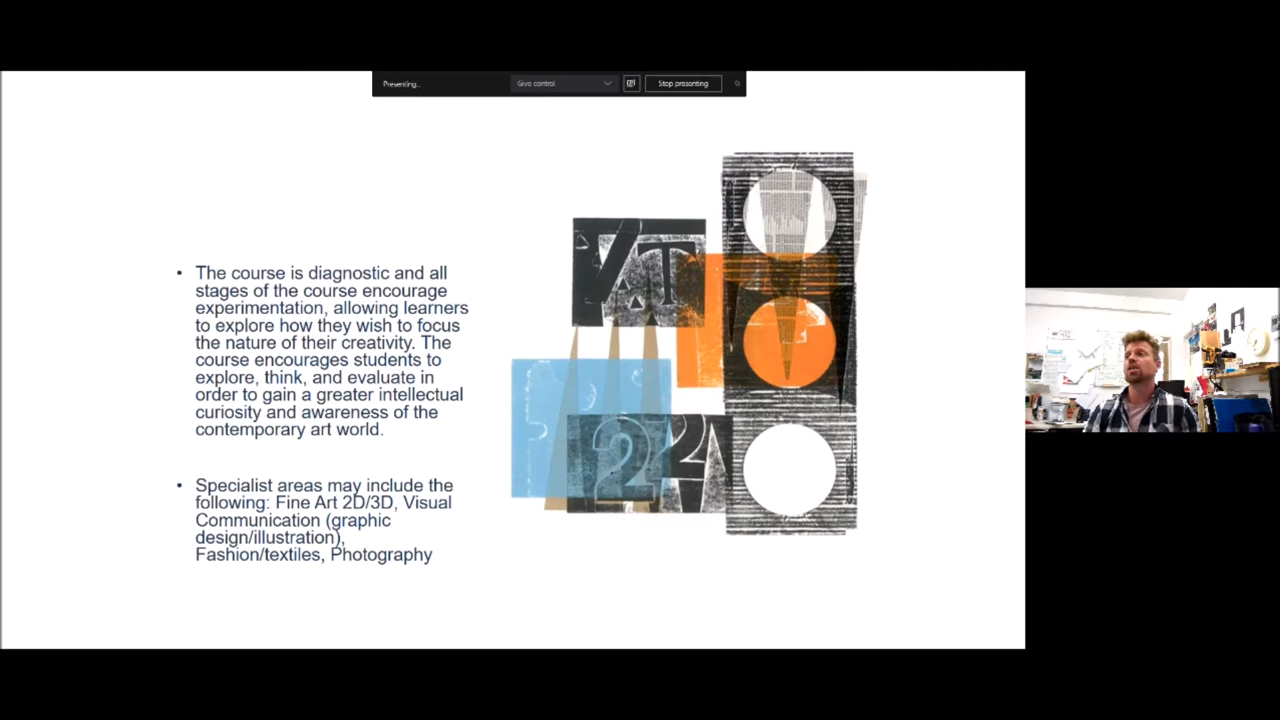 Presenting...
Give control
Stop presenting
• The course is diagnostic and all
stages of the course encourage
experimentation, allowing learners
to explore how they wish to focus
the nature of their creativity. The
course encourages students to
explore, think, and evaluate in
order to gain a greater intellectual
curiosity and awareness of the
contemporary art world.
• Specialist areas may include the
following: Fine Art 2D/3D, Visual
Communication (graphic
design/illustration),
Fashion/textiles, Photography
2